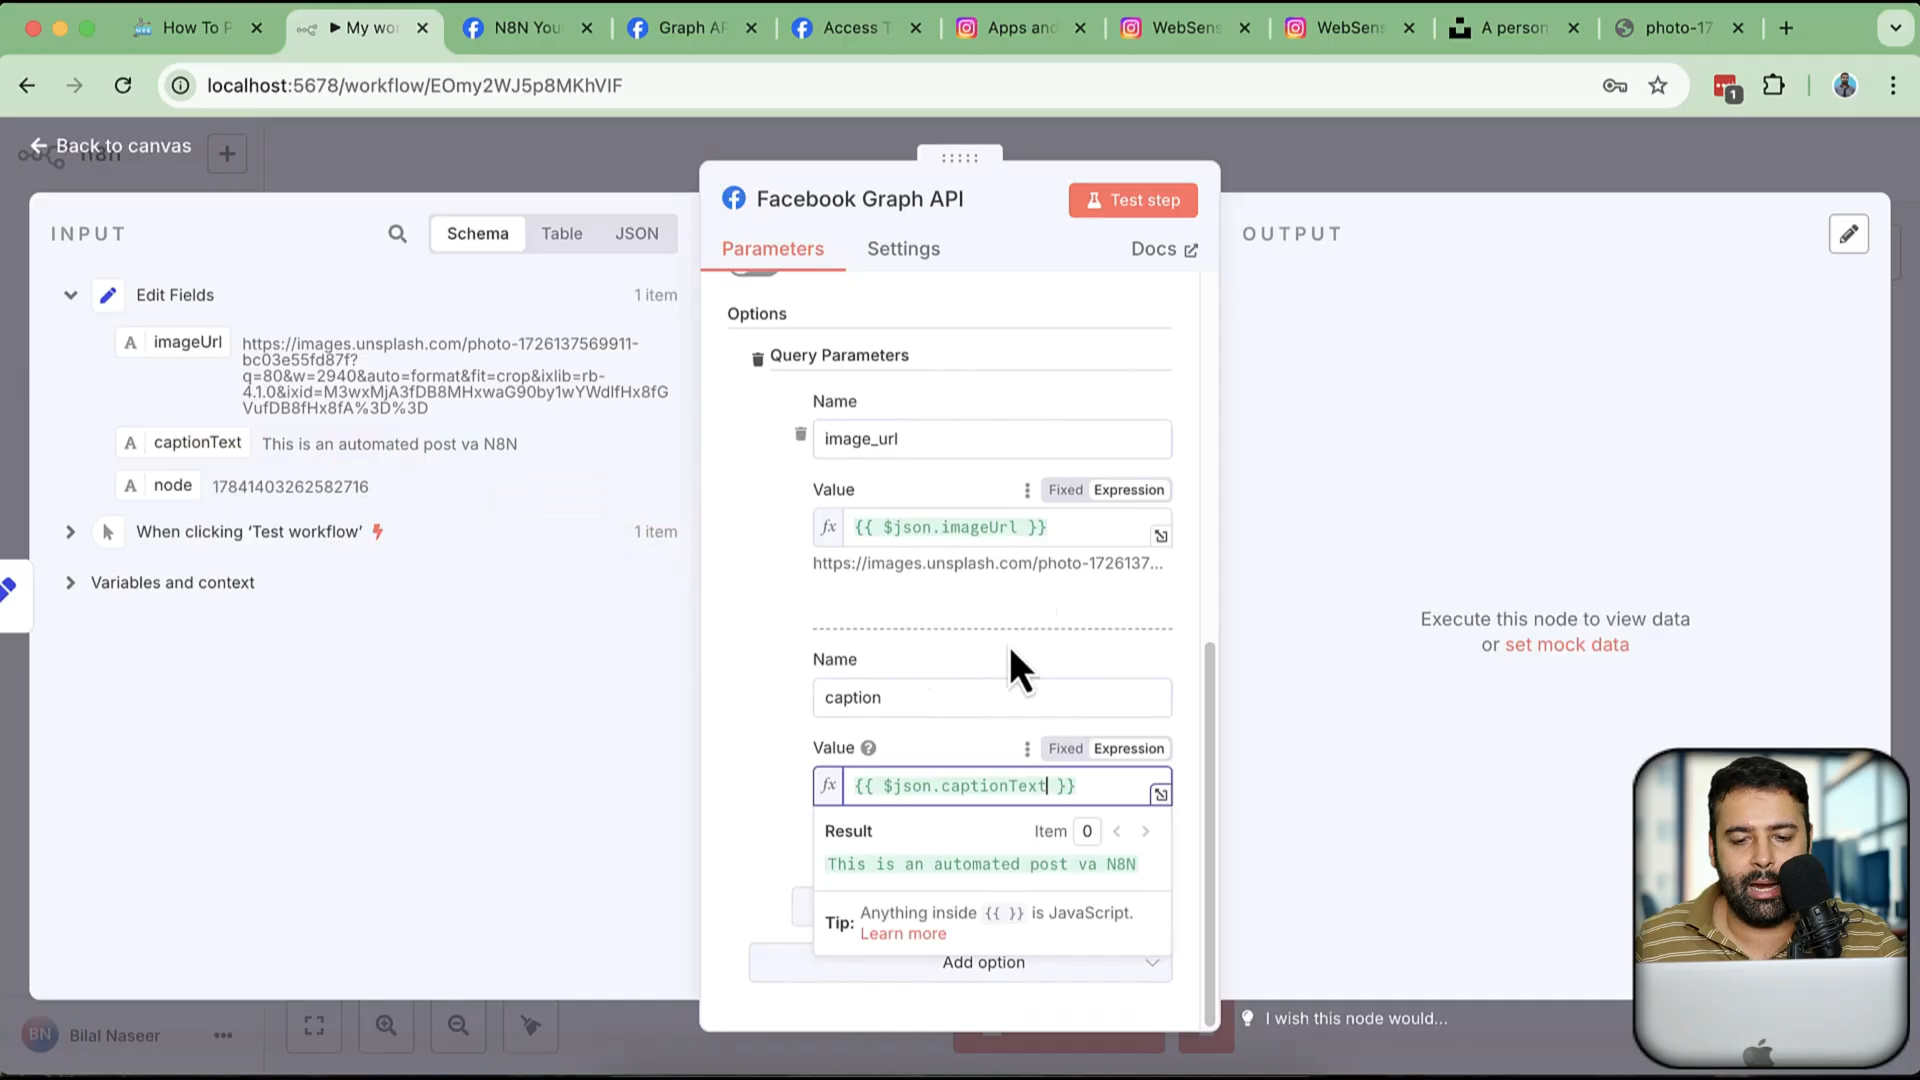 How To P
My wo
N8N You
Graph AP
Access T
Apps and
WebSens
WebSens
A person
photo-17
localhost:5678/workflow/EOmy2WJ5p8MKhVIF
1
Back to canvas
n8n
Facebook Graph API
Test step
INPUT
Schema
Table
JSON
Parameters
Settings
Docs
OUTPUT
Edit Fields
1 item
Options
A imageUrl
https://images.unsplash.com/photo-1726137569911-
bc03e55fd87f?
q=80&w=2940&auto=format&fit=crop&ixlib=rb-
4.1.0&ixid=M3wxMjA3fDB8MHxwaG90by1wYWdlfHx8fG
VufDB8fHx8fA%3D%3D
Query Parameters
Name
image_url
A captionText
This is an automated post va N8N
A node
17841403262582716
Value
Fixed
Expression
fx {{ $json.imageUrl }}
https://images.unsplash.com/photo-1726137...
When clicking ‘Test workflow’
1 item
Variables and context
Execute this node to view data
or set mock data
Name
caption
Value
Fixed
Expression
fx {{ $json.captionText }}
Result
Item 0
This is an automated post va N8N
Tip: Anything inside {{ }} is JavaScript.
Learn more
Add option
BN Bilal Naseer
I wish this node would...